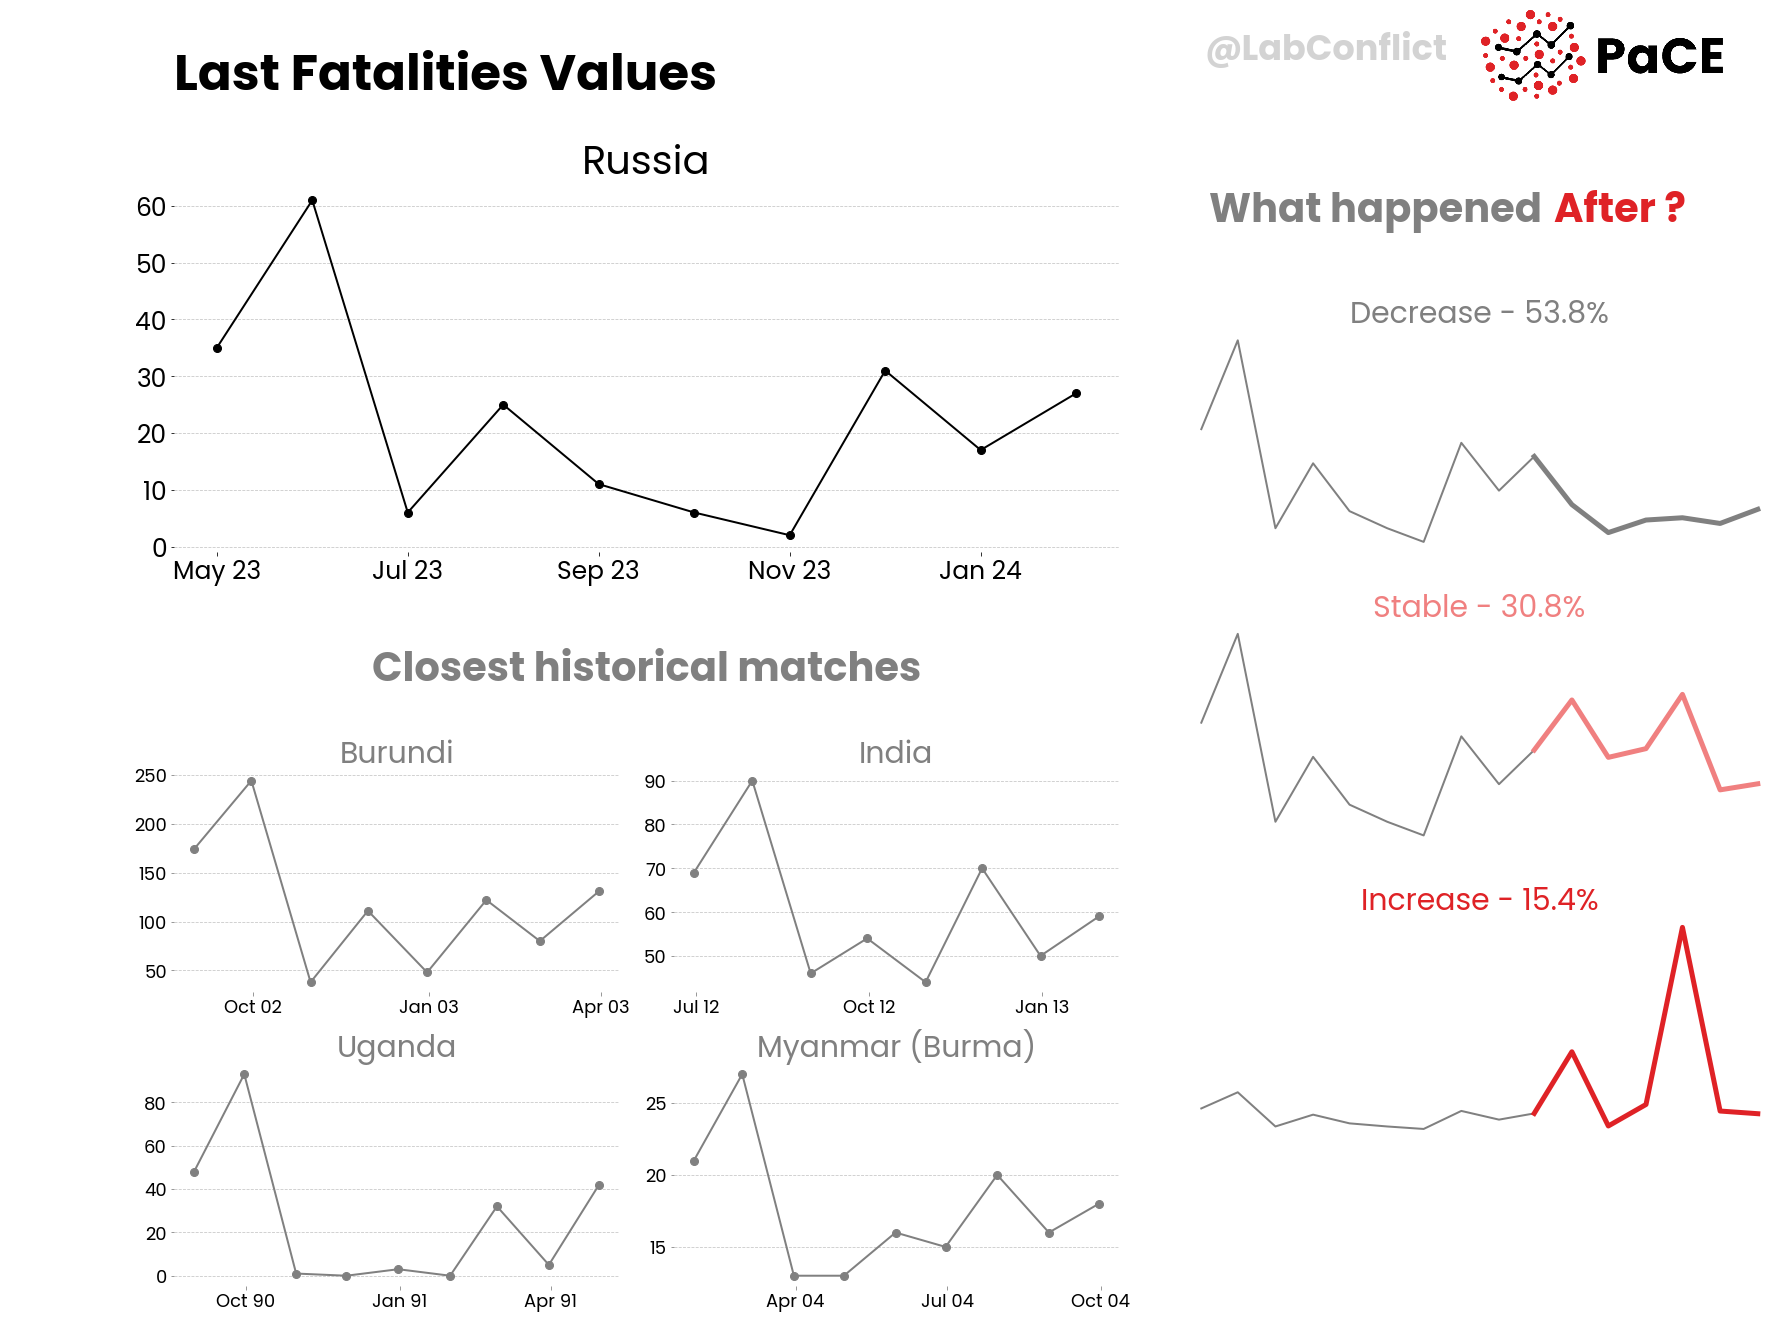 @LabConflict
PaCE
Last Fatalities Values
Russia
60
50
40
30
20
10
0
May 23 Jul 23 Sep 23 Nov 23 Jan 24
What happened After ?
Decrease - 53.8%
Stable - 30.8%
Increase - 15.4%
Closest historical matches
Burundi
250
200
150
100
50
Oct 02 Jan 03 Apr 03
India
90
80
70
60
50
Jul 12 Oct 12 Jan 13
Uganda
80
60
40
20
0
Oct 90 Jan 91 Apr 91
Myanmar (Burma)
25
20
15
Apr 04 Jul 04 Oct 04